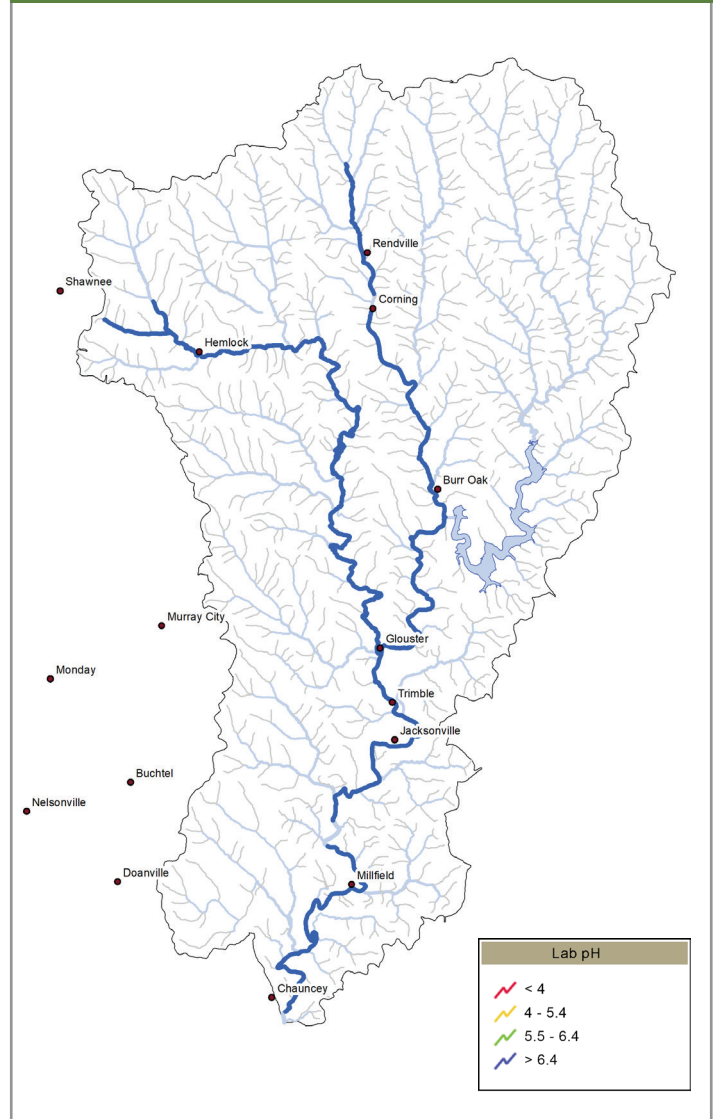 Rendville
Shawnee
Corning
Hemlock
Burr Oak
Murray City
Glouster
Monday
Trimble
Jacksonville
Buchtel
Nelsonville
Doanville
Millfield
Chauncey
Lab pH
< 4
4 - 5.4
5.5 - 6.4
> 6.4